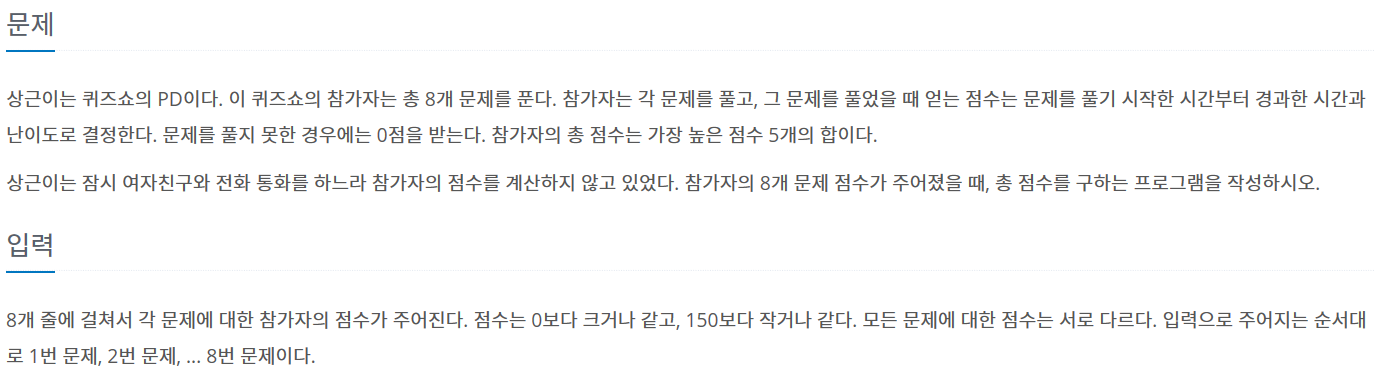 문제
상근이는 퀴즈쇼의 PD이다. 이 퀴즈쇼의 참가자는 총 8개 문제를 푼다. 참가자는 각 문제를 풀고, 그 문제를 풀었을 때 얻는 점수는 문제를 풀기 시작한 시간부터 경과한 시간과
난이도로 결정한다. 문제를 풀지 못한 경우에는 0점을 받는다. 참가자의 총 점수는 가장 높은 점수 5개의 합이다.
상근이는 잠시 여자친구와 전화 통화를 하느라 참가자의 점수를 계산하지 않고 있었다. 참가자의 8개 문제 점수가 주어졌을 때, 총 점수를 구하는 프로그램을 작성하시오.
입력
8개 줄에 걸쳐서 각 문제에 대한 참가자의 점수가 주어진다. 점수는 0보다 크거나 같고, 150보다 작거나 같다. 모든 문제에 대한 점수는 서로 다르다. 입력으로 주어지는 순서대
로 1번 문제, 2번 문제, ... 8번 문제이다.